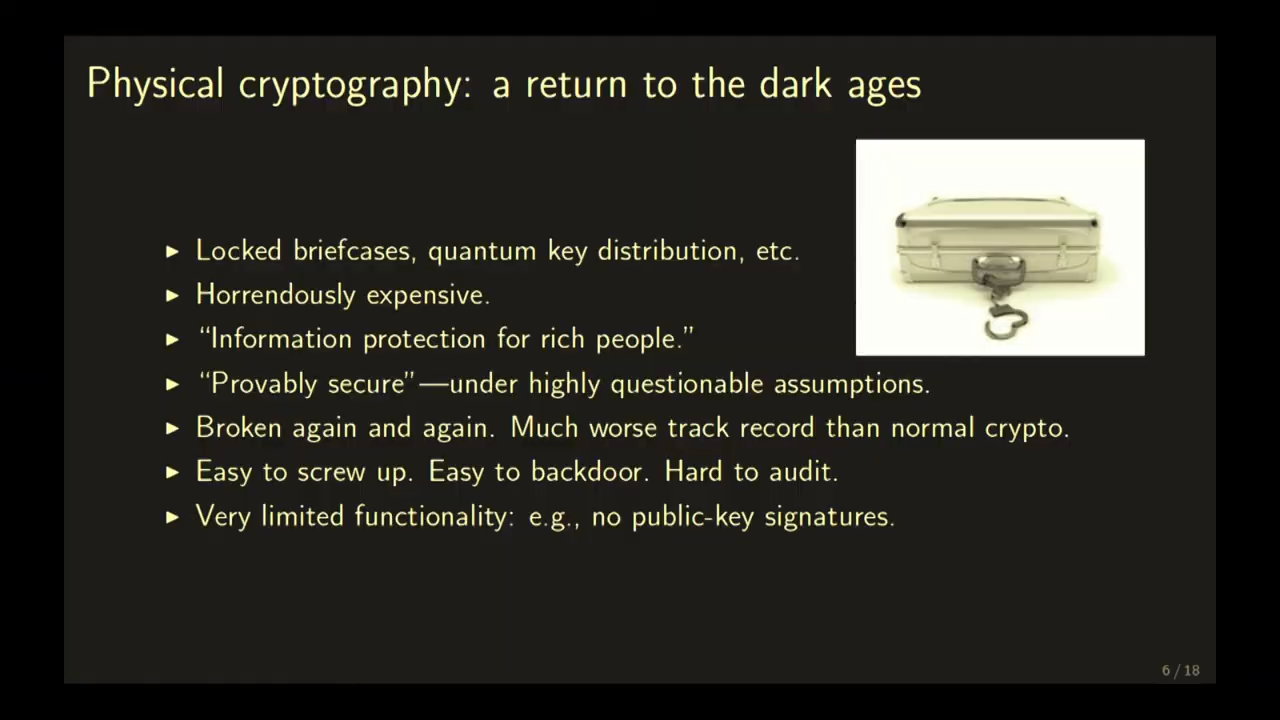 Physical cryptography: a return to the dark ages
▶ Locked briefcases, quantum key distribution, etc.
▶ Horrendously expensive.
▶ “Information protection for rich people.”
▶ “Provably secure”—under highly questionable assumptions.
▶ Broken again and again. Much worse track record than normal crypto.
▶ Easy to screw up. Easy to backdoor. Hard to audit.
▶ Very limited functionality: e.g., no public-key signatures.
6 / 18